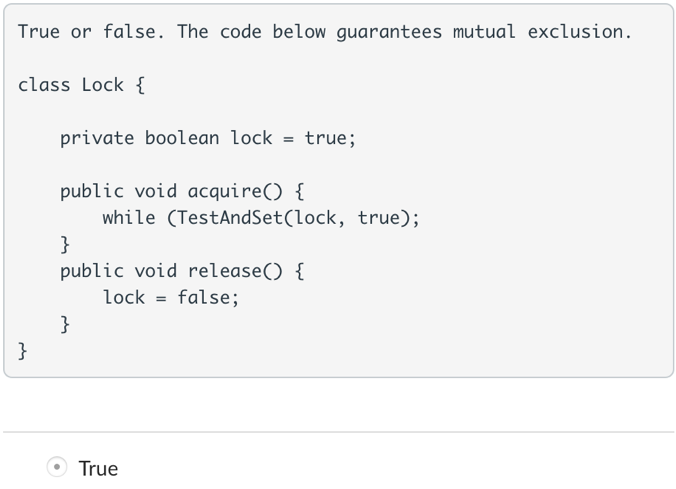 True or false. The code below guarantees mutual exclusion.
class Lock {
private boolean lock = true;
public void acquire() {
while (TestAndSet(lock, true);
}
public void release() {
lock = false;
}
}
True